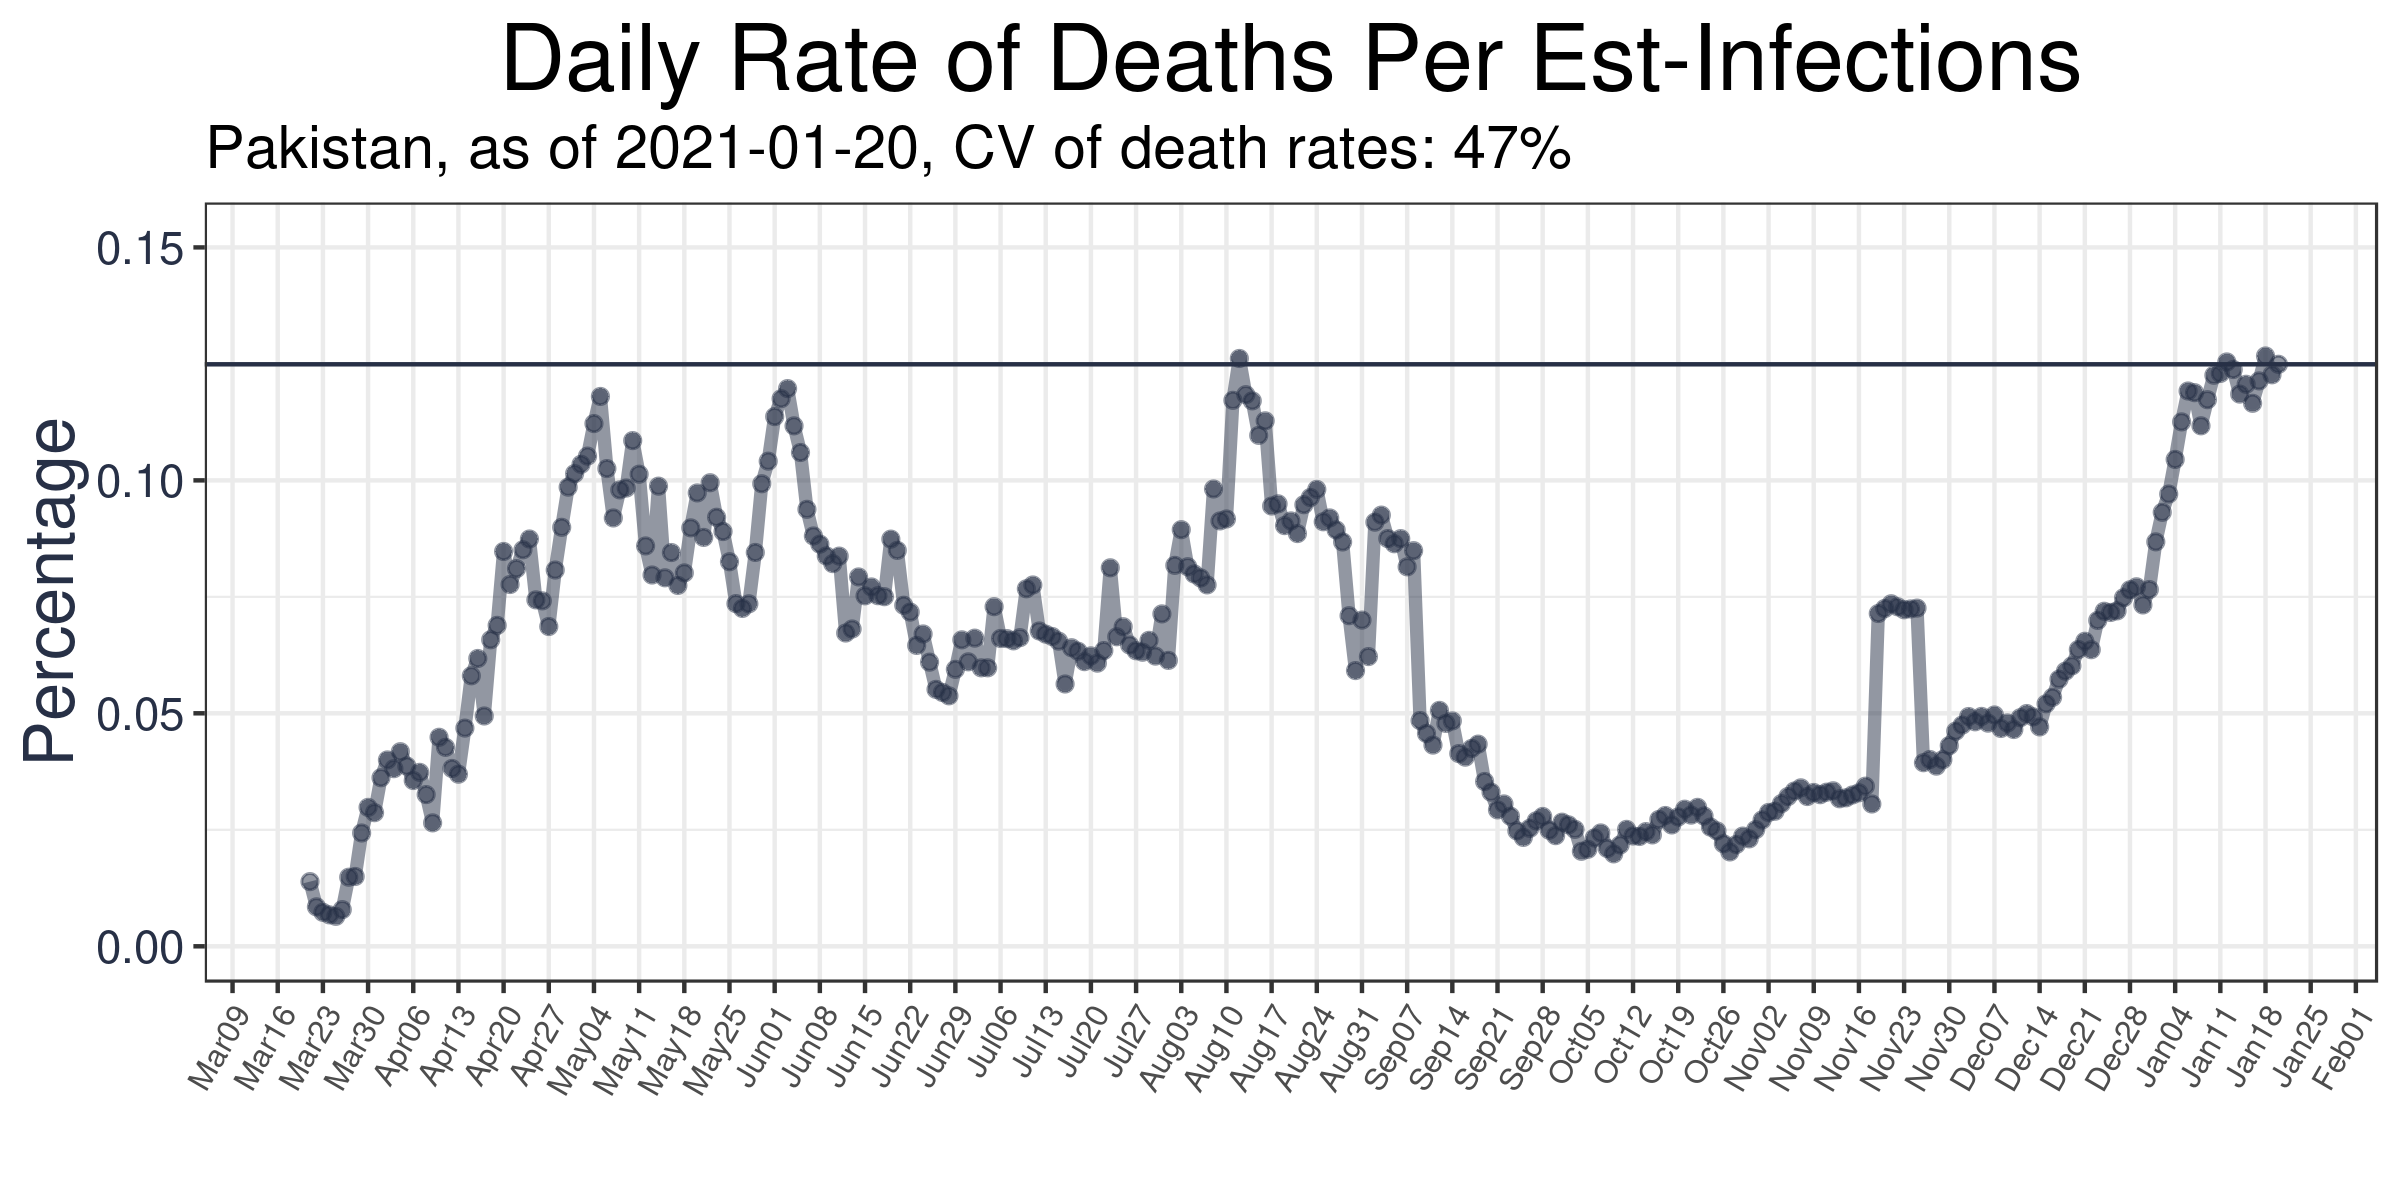 Daily Rate of Deaths Per Est-Infections
Pakistan, as of 2021-01-20, CV of death rates: 47%
Percentage
0.15
0.10
0.05
0.00
Mar09
Mar16
Mar23
Mar30
Apr06
Apr13
Apr20
Apr27
May04
May11
May18
May25
Jun01
Jun08
Jun15
Jun22
Jun29
Jul06
Jul13
Jul20
Jul27
Aug03
Aug10
Aug17
Aug24
Aug31
Sep07
Sep14
Sep21
Sep28
Oct05
Oct12
Oct19
Oct26
Nov02
Nov09
Nov16
Nov23
Nov30
Dec07
Dec14
Dec21
Dec28
Jan04
Jan11
Jan18
Jan25
Feb01